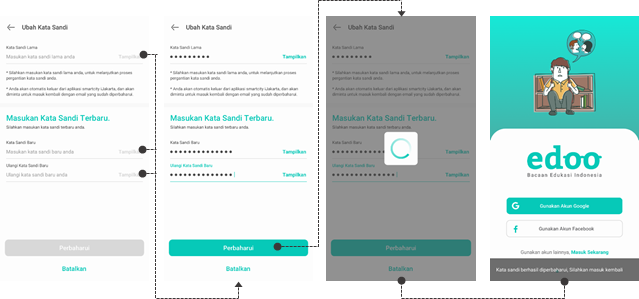 Ubah Kata Sandi
Kata Sandi Lama
Masukan kata sandi lama anda
Tampilkan
* Silahkan masukan kata sandi lama anda, untuk melanjutkan proses
pergantian kata sandi anda.
* Anda akan otomatis keluar dari aplikasi smartcity Ljakarta, dan akan
diminta untuk masuk kembali dengan email yang sudah diperbaharui.
Masukan Kata Sandi Terbaru.
Silahkan masukan kata sandi terbaru anda.
Kata Sandi Baru
Masukan kata sandi baru anda
Tampilkan
Ulangi Kata Sandi Baru
Ulangi kata sandi baru anda
Tampilkan
Perbaharui
Batalkan
Ubah Kata Sandi
Kata Sandi Lama
Tampilkan
* Silahkan masukan kata sandi lama anda, untuk melanjutkan proses
pergantian kata sandi anda.
* Anda akan otomatis keluar dari aplikasi smartcity Ljakarta, dan akan
diminta untuk masuk kembali dengan email yang sudah diperbaharui.
Masukan Kata Sandi Terbaru.
Silahkan masukan kata sandi terbaru anda.
Kata Sandi Baru
Tampilkan
Ulangi Kata Sandi Baru
Tampilkan
Perbaharui
Batalkan
Ubah Kata Sandi
Kata Sandi Lama
Tampilkan
* Silahkan masukan kata sandi lama anda, untuk melanjutkan proses
pergantian kata sandi anda.
* Anda akan otomatis keluar dari aplikasi smartcity Ljakarta, dan akan
diminta untuk masuk kembali dengan email yang sudah diperbaharui.
Masukan Kata Sandi Terbaru.
Silahkan masukan kata sandi terbaru anda.
Kata Sandi Baru
Tampilkan
Ulangi Kata Sandi Baru
Tampilkan
Perbaharui
Batalkan
edoo
Bacaan Edukasi Indonesia
Gunakan Akun Google
Gunakan Akun Facebook
Gunakan akun lainnya, Masuk Sekarang
Kata sandi berhasil diperbaharui, Silahkan masuk kembali